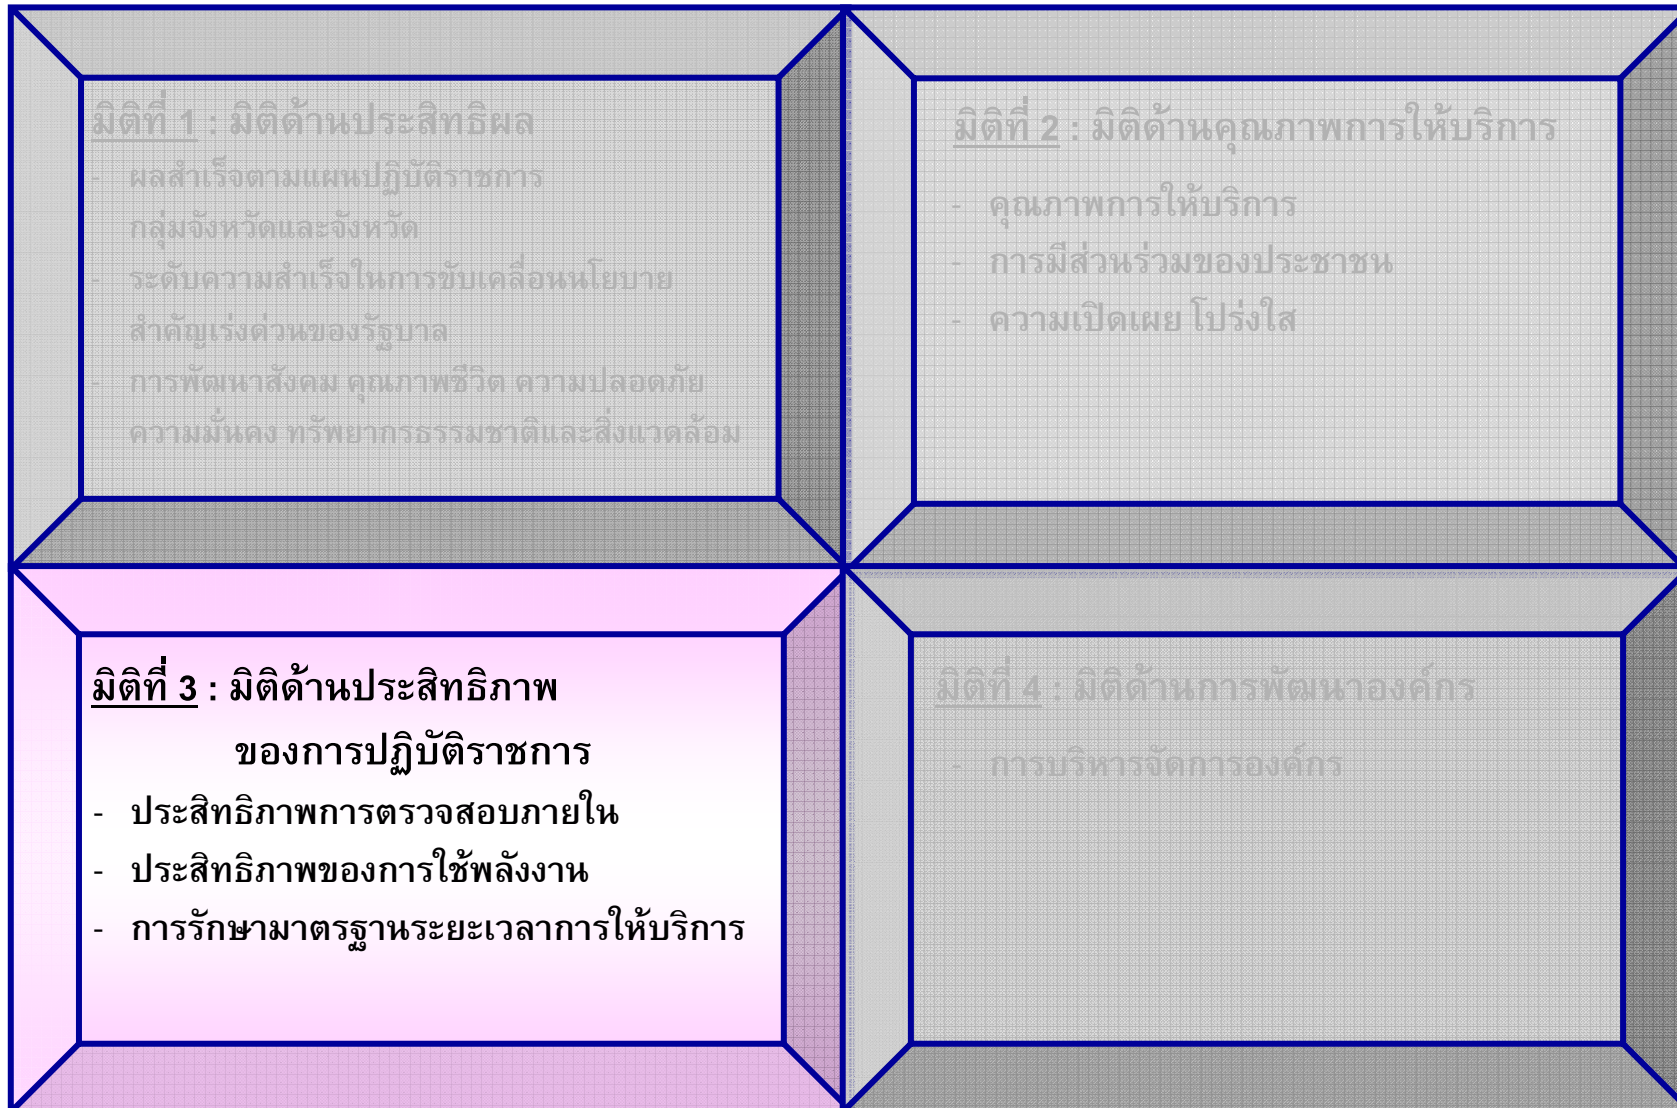 มิติที่ 1 : มิติด้านประสิทธิผล
- ผลสำเร็จตามแผนปฏิบัติราชการ
กลุ่มจังหวัดและจังหวัด
- ระดับความสำเร็จในการขับเคลื่อนนโยบาย
สำคัญเร่งด่วนของรัฐบาล
- การพัฒนาสังคม คุณภาพชีวิต ความปลอดภัย
ความมั่นคง ทรัพยากรธรรมชาติและสิ่งแวดล้อม
มิติที่ 2 : มิติด้านคุณภาพการให้บริการ
- คุณภาพการให้บริการ
- การมีส่วนร่วมของประชาชน
- ความเปิดเผย โปร่งใส
มิติที่ 3 : มิติด้านประสิทธิภาพ
ของการปฏิบัติราชการ
- ประสิทธิภาพการตรวจสอบภายใน
- ประสิทธิภาพของการใช้พลังงาน
- การรักษามาตรฐานระยะเวลาการให้บริการ
มิติที่ 4 : มิติด้านการพัฒนาองค์กร
- การบริหารจัดการองค์กร